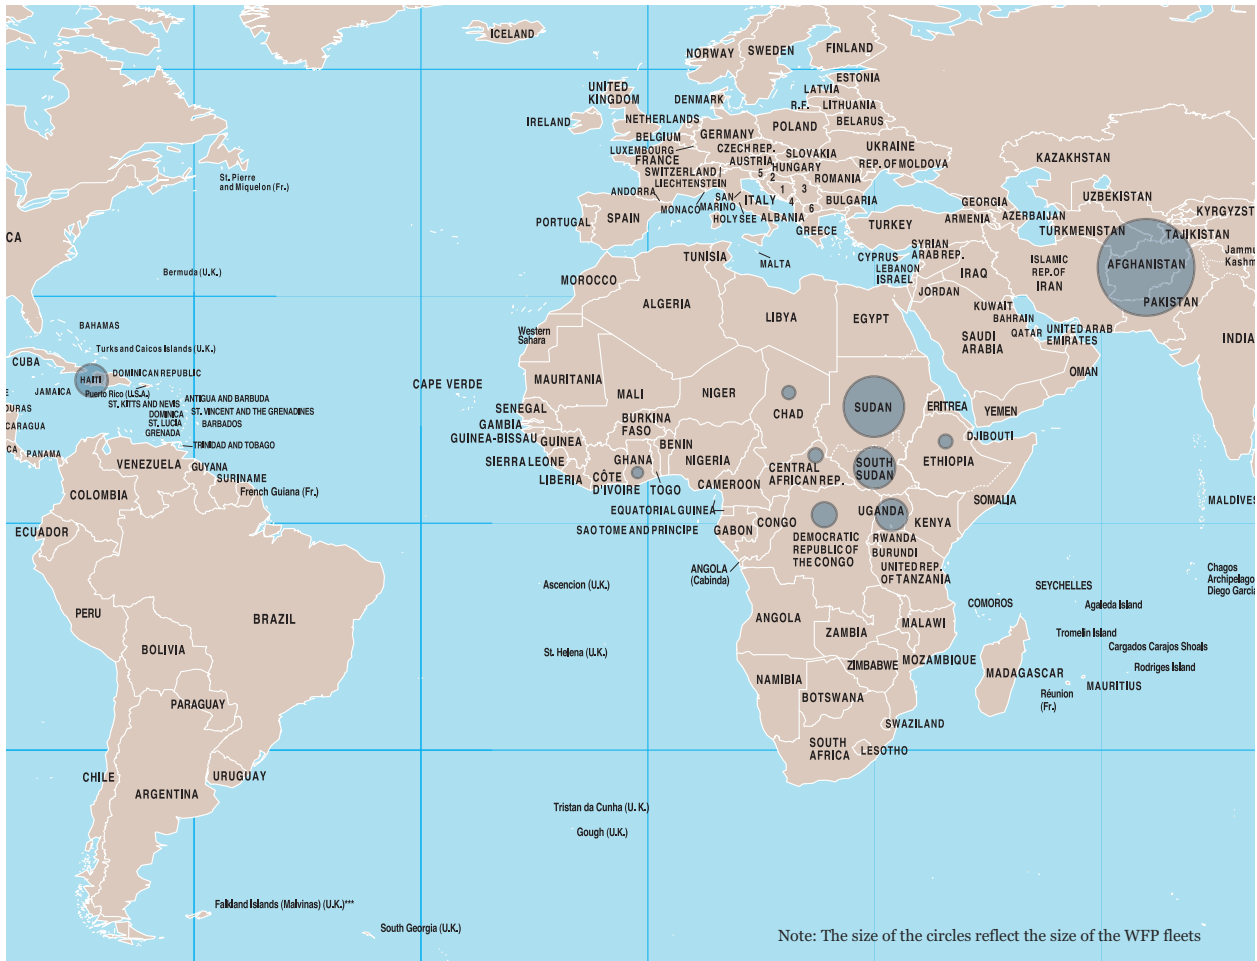 ICELAND
NORWAY
SWEDEN
FINLAND
ESTONIA
LATVIA
R.F.
LITHUANIA
UNITED
KINGDOM
DENMARK
IRELAND
NETHERLANDS
BELARUS
POLAND
BELGIUM
GERMANY
LUXEMBOURG
CZECH REP.
UKRAINE
FRANCE
AUSTRIA
SLOVAKIA
HUNGARY
REP. OF MOLDOVA
SWITZERLAND
5
2
ROMANIA
LIECHTENSTEIN
1
3
ANDORRA
SAN
MARINO
MONACO
ITALY
4
6
BULGARIA
HOLY SEE
ALBANIA
GREECE
PORTUGAL
SPAIN
TURKEY
GEORGIA
ARMENIA
AZERBAIJAN
KAZAKHSTAN
UZBEKISTAN
KYRGYZST
TURKMENISTAN
TAJIKISTAN
St. Pierre
and Miquelon (Fr.)
CA
Bermuda (U.K.)
TUNISIA
MALTA
CYPRUS
SYRIAN
ARAB REP.
LEBANON
ISRAEL
IRAQ
JORDAN
ISLAMIC
REP. OF
IRAN
AFGHANISTAN
Jammu
Kashm
PAKISTAN
MOROCCO
ALGERIA
LIBYA
EGYPT
KUWAIT
BAHRAIN
SAUDI
ARABIA
QATAR
UNITED ARAB
EMIRATES
INDIA
OMAN
YEMEN
Western
Sahara
BAHAMAS
Turks and Caicos Islands (U.K.)
CUBA
HAITI
DOMINICAN REPUBLIC
JAMAICA
Puerto Rico (U.S.A.)
ST. KITTS AND NEVIS
ANTIGUA AND BARBUDA
DOMINICA
ST. VINCENT AND THE GRENADINES
ST. LUCIA
BARBADOS
GRENADA
DURAS
CARAGUA
CA
PANAMA
TRINIDAD AND TOBAGO
CAPE VERDE
MAURITANIA
MALI
NIGER
CHAD
SUDAN
ERITREA
SENEGAL
GAMBIA
GUINEA-BISSAU
GUINEA
BURKINA
FASO
BENIN
DJIBOUTI
SIERRA LEONE
LIBERIA
CÔTE
D'IVOIRE
GHANA
TOGO
NIGERIA
CAMEROON
CENTRAL
AFRICAN REP.
SOUTH
SUDAN
ETHIOPIA
SOMALIA
MALDIVES
VENEZUELA
GUYANA
SURINAME
French Guiana (Fr.)
COLOMBIA
ECUADOR
EQUATORIAL GUINEA
SAO TOME AND PRINCIPE
GABON
CONGO
DEMOCRATIC
REPUBLIC OF
THE CONGO
UGANDA
KENYA
RWANDA
BURUNDI
UNITED REP.
OF TANZANIA
ANGOLA
(Cabinda)
Ascencion (U.K.)
SEYCHELLES
Chagos
Archipelago
Diego Garcia
COMOROS
Agaleda Island
PERU
BRAZIL
ANGOLA
ZAMBIA
MALAWI
Tromelin Island
Cargados Carajos Shoals
BOLIVIA
St. Helena (U.K.)
ZIMBABWE
MOZAMBIQUE
MADAGASCAR
Rodriges Island
NAMIBIA
BOTSWANA
Réunion
(Fr.)
MAURITIUS
PARAGUAY
SWAZILAND
SOUTH
AFRICA
LESOTHO
CHILE
URUGUAY
ARGENTINA
Tristan da Cunha (U.K.)
Gough (U.K.)
Falkland Islands (Malvinas) (U.K.)***
South Georgia (U.K.)
Note: The size of the circles reflect the size of the WFP fleets